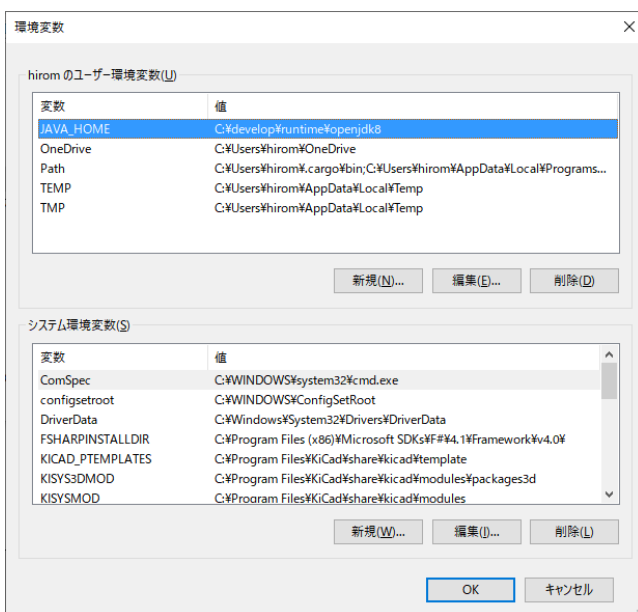 環境変数
hirom のユーザー環境変数(U)
変数 値
JAVA_HOME C:¥develop¥runtime¥openjdk8
OneDrive C:¥Users¥hirom¥OneDrive
Path C:¥Users¥hirom¥.cargo¥bin;C:¥Users¥hirom¥AppData¥Local¥Programs...
TEMP C:¥Users¥hirom¥AppData¥Local¥Temp
TMP C:¥Users¥hirom¥AppData¥Local¥Temp
新規(N)... 編集(E)... 削除(D)
システム環境変数(S)
変数 値
ComSpec C:¥WINDOWS¥system32¥cmd.exe
configsetroot C:¥WINDOWS¥ConfigSetRoot
DriverData C:¥Windows¥System32¥Drivers¥DriverData
FSHARPINSTALLDIR C:¥Program Files (x86)¥Microsoft SDKs¥F#¥4.1¥Framework¥v4.0¥
KICAD_PTEMPLATES C:¥Program Files¥KiCad¥share¥kicad¥template
KISYS3DMOD C:¥Program Files¥KiCad¥share¥kicad¥modules¥packages3d
KISYSMOD C:¥Program Files¥KiCad¥share¥kicad¥modules
新規(W)... 編集(I)... 削除(L)
OK キャンセル